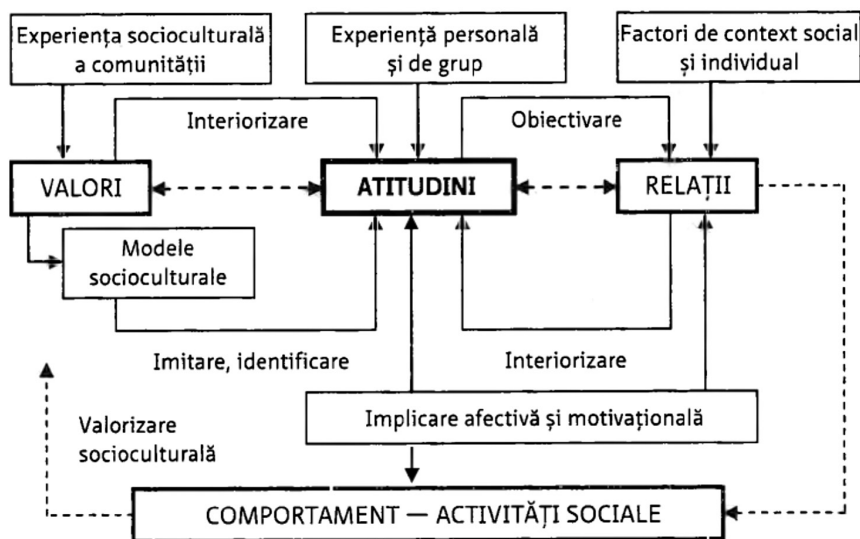 Experiența socioculturală
a comunității
Experiență personală
și de grup
Factori de context social
și individual
Interiorizare
Obiectivare
VALORI
ATITUDINI
RELAȚII
Modele
socioculturale
Imitare, identificare
Interiorizare
Implicare afectivă și motivațională
Valorizare
socioculturală
COMPORTAMENT — ACTIVITĂȚI SOCIALE